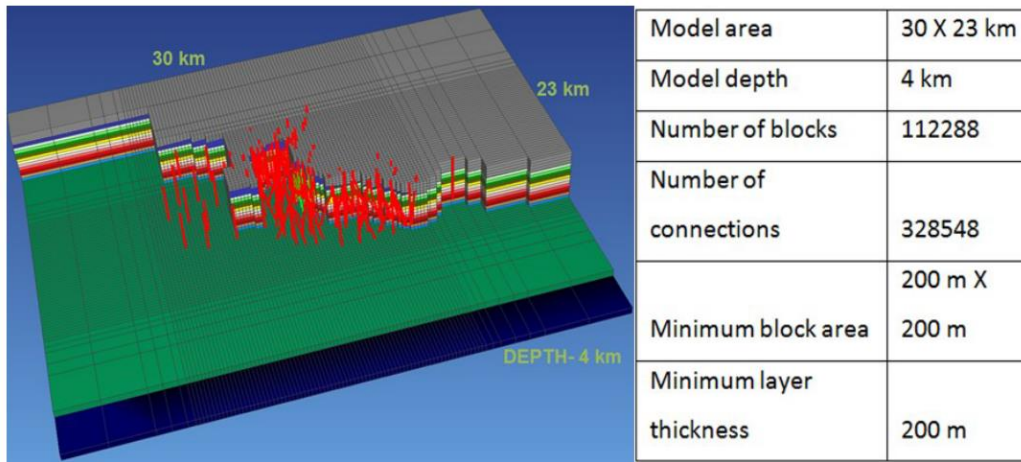 30 km
23 km
DEPTH- 4 km
Model area 30 X 23 km
Model depth 4 km
Number of blocks 112288
Number of
connections 328548
200 m X
Minimum block area 200 m
Minimum layer
thickness 200 m